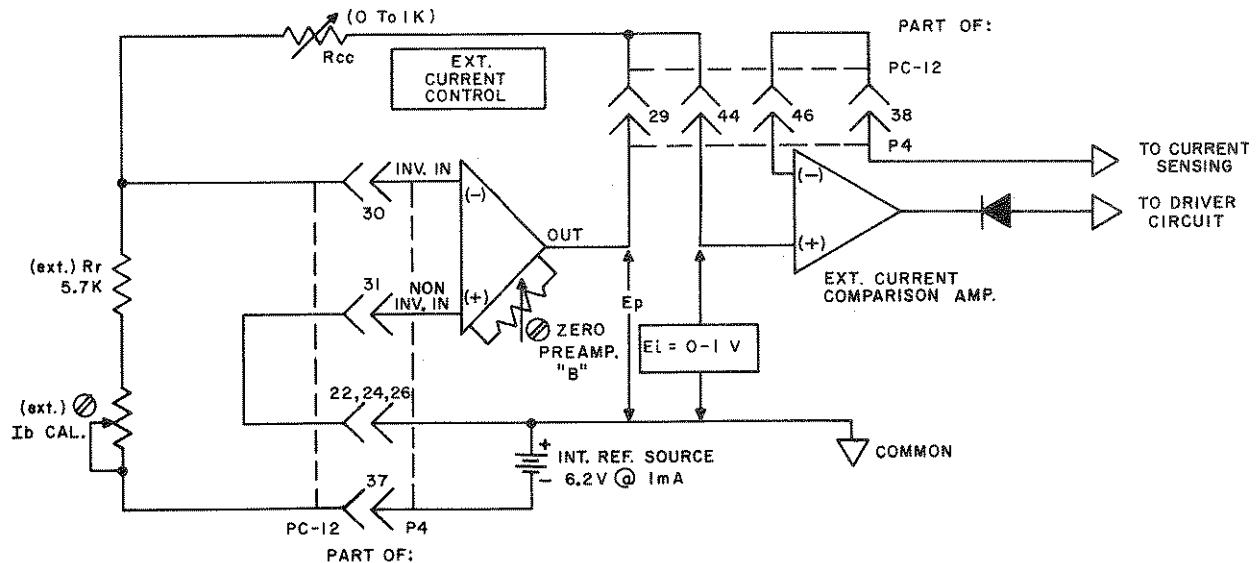 (0 To 1K)
Rcc
EXT.
CURRENT
CONTROL
PART OF:
PC-12
29
44
46
38
P4
TO CURRENT
SENSING
TO DRIVER
CIRCUIT
INV. IN
(-)
30
OUT
(ext.) Rr
5.7K
31
NON
INV. IN
(+)
ZERO
PREAMP.
"B"
Ep
Ei = 0-1 V
(-)
(+)
EXT. CURRENT
COMPARISON AMP.
(ext.)
Ib CAL.
22,24,26
+
INT. REF. SOURCE
- 6.2V @ 1mA
COMMON
37
PC-12
P4
PART OF: